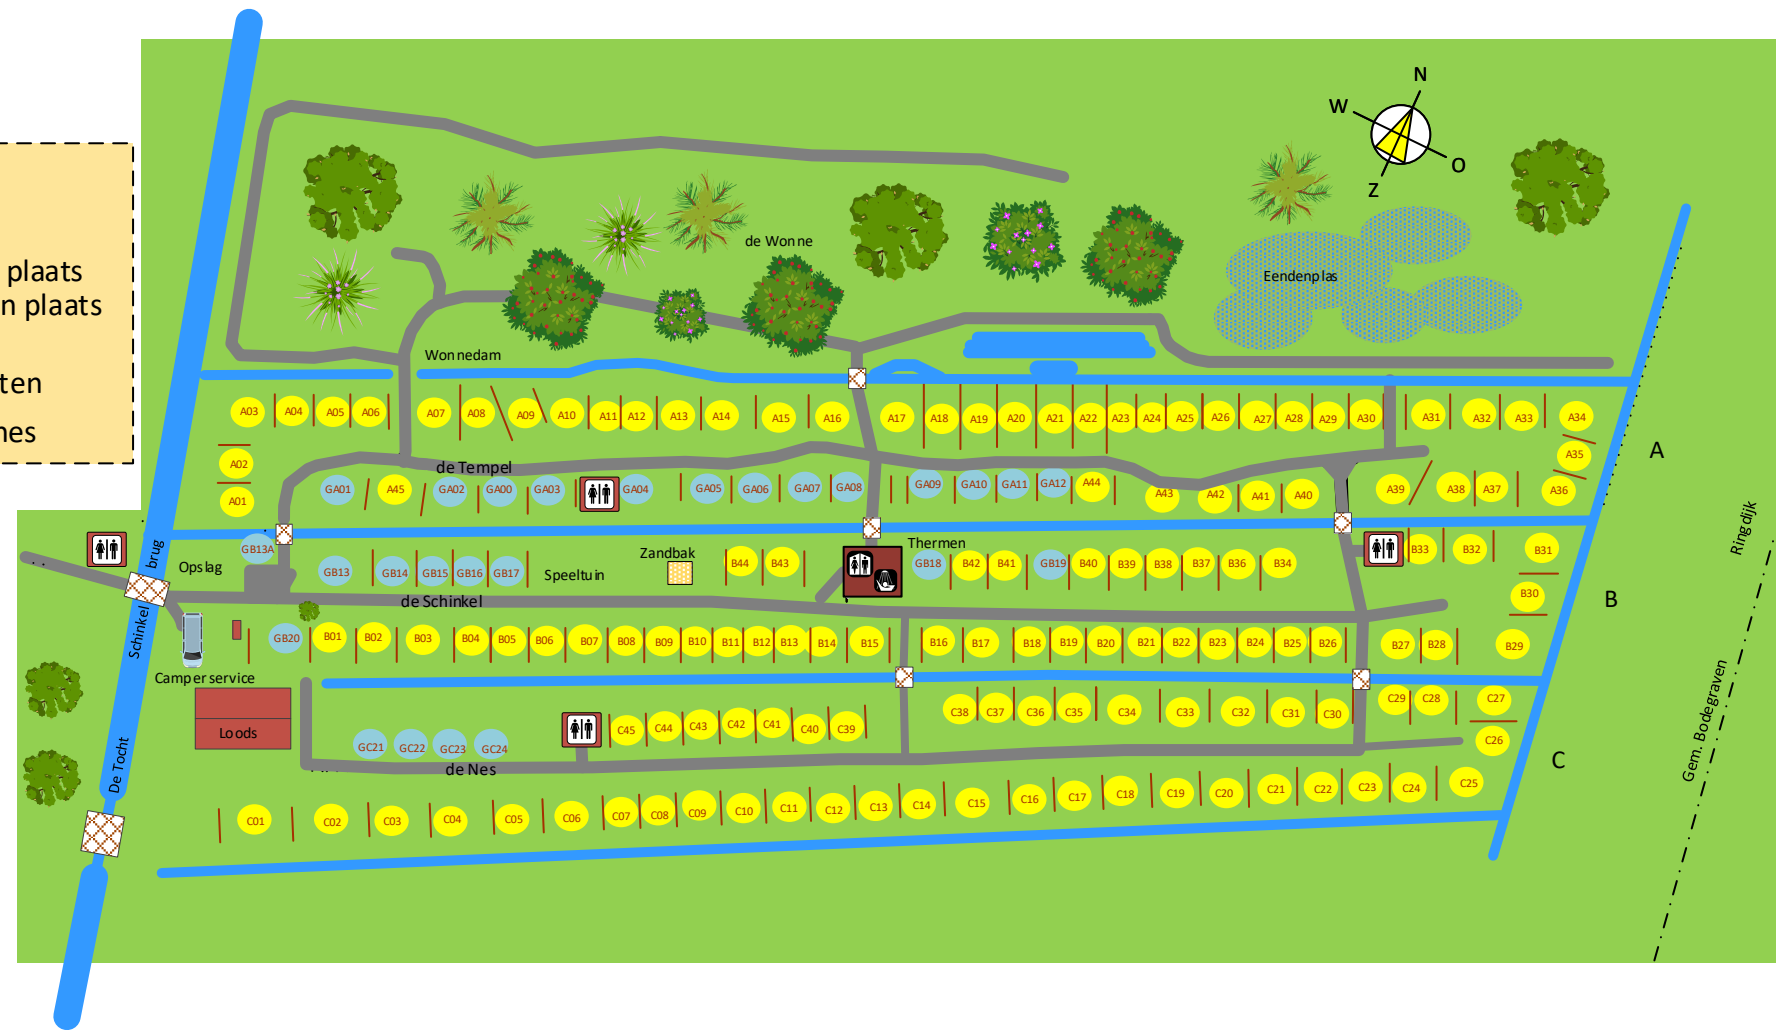 N
W
O
Z
plaats
n plaats
ten
nes
de Wonne
Eendenplas
Wonnedam
A03 A04 A05 A06 A07 A08 A09 A10 A11 A12 A13 A14 A15 A16 A17 A18 A19 A20 A21 A22 A23 A24 A25 A26 A27 A28 A29 A30 A31 A32 A33 A34
A02
A35
A
de Tempel
A01 GA01 A45 GA02 GA00 GA03 GA04 GA05 GA06 GA07 GA08 GA09 GA10 GA11 GA12 A44 A43 A42 A41 A40 A39 A38 A37 A36
brug
Opslag
GB13A
Zandbak
Thermen
GB13 GB14 GB15 GB16 GB17
Speeltuin
B44 B43 GB18 B42 B41 GB19 B40 B39 B38 B37 B36 B34 B33 B32 B31
B30
B
de Schinkel
Schinkel
GB20 B01 B02 B03 B04 B05 B06 B07 B08 B09 B10 B11 B12 B13 B14 B15 B16 B17 B18 B19 B20 B21 B22 B23 B24 B25 B26 B27 B28 B29
Camper service
Loods
C45 C44 C43 C42 C41 C40 C39 C38 C37 C36 C35 C34 C33 C32 C31 C30 C29 C28 C27
C26
GC21 GC22 GC23 GC24
C
de Nes
De Tocht
C01 C02 C03 C04 C05 C06 C07 C08 C09 C10 C11 C12 C13 C14 C15 C16 C17 C18 C19 C20 C21 C22 C23 C24 C25
Ringdijk
Gem. Bodegraven